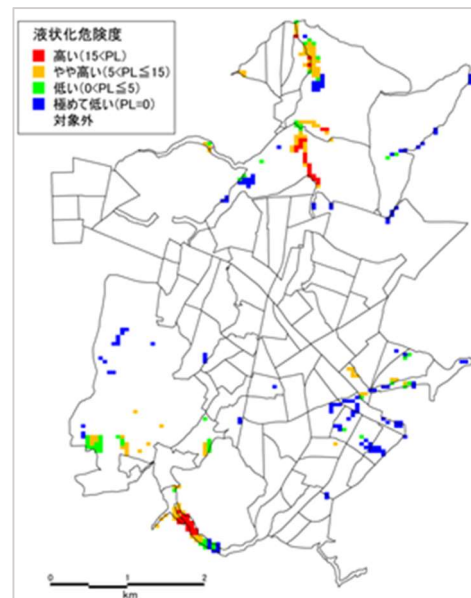 液状化危険度
高い(15<PL)
やや高い(5<PL≦15)
低い(0<PL≦5)
極めて低い(PL=0)
対象外
0 1 2
km